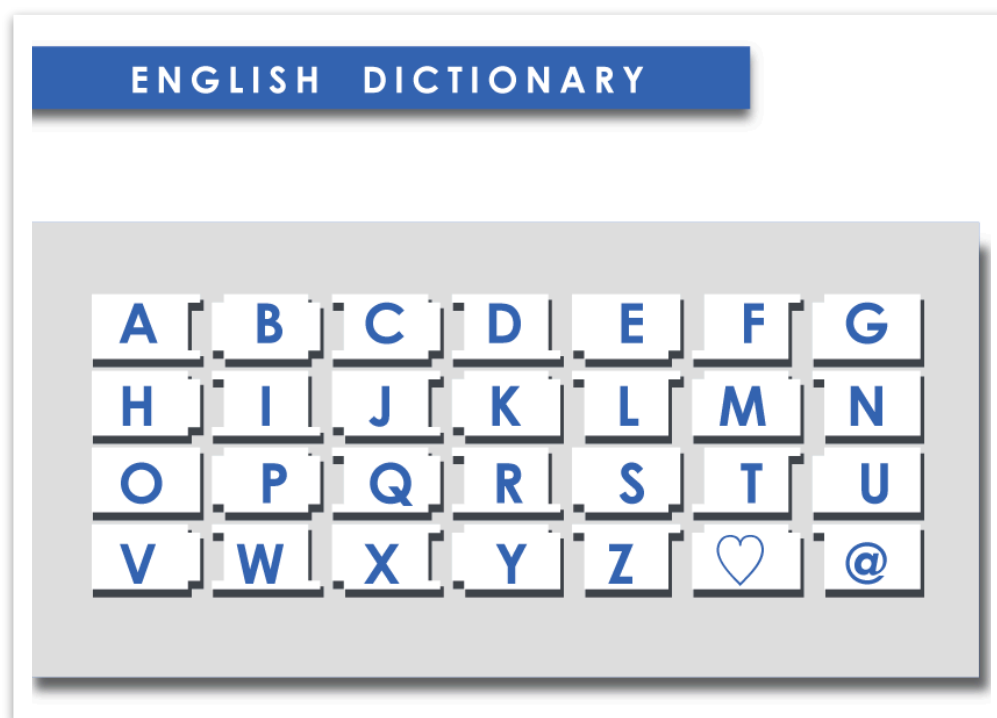 ENGLISH DICTIONARY
A B C D E F G
H I J K L M N
O P Q R S T U
V W X Y Z ♡ @